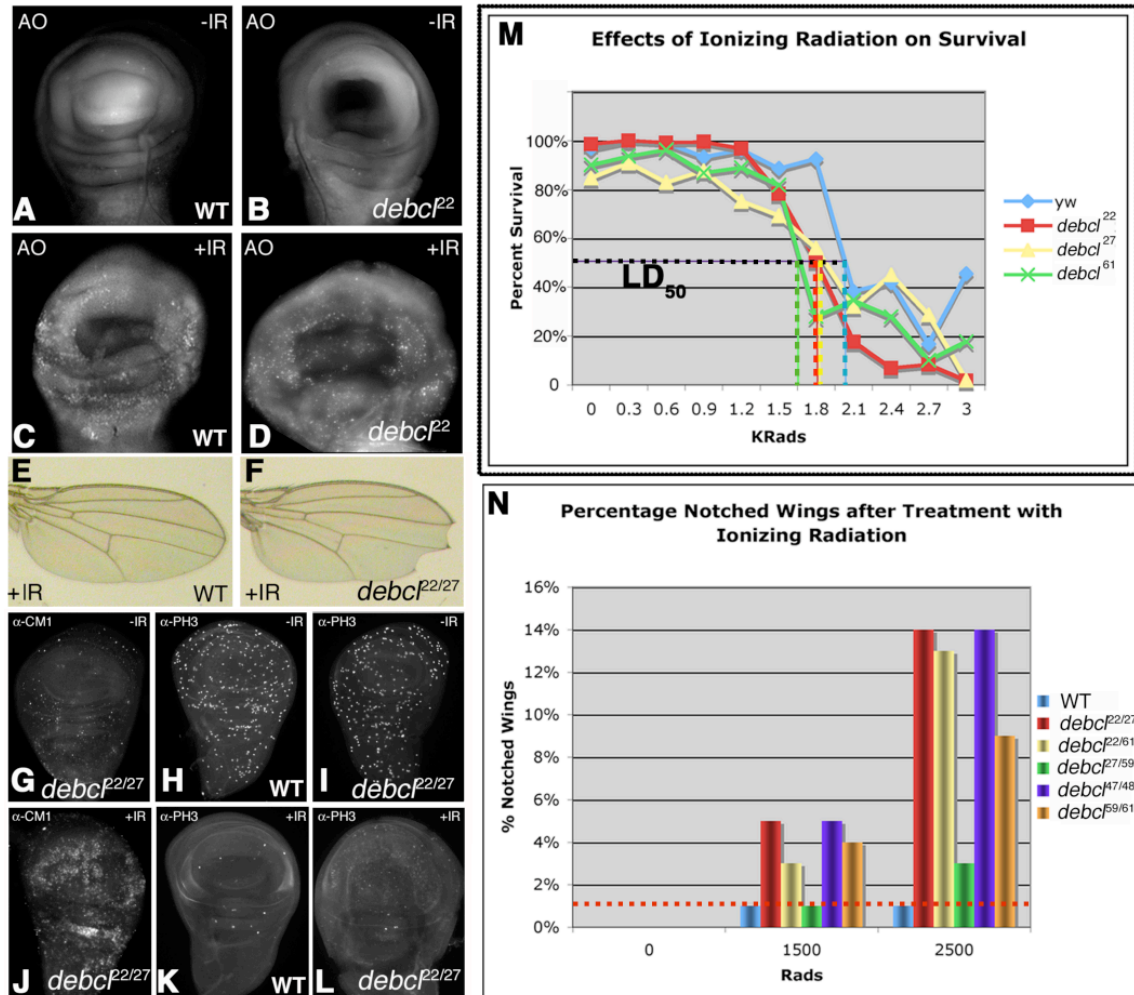 AO -IR
A WT
AO -IR
B debcl22
AO +IR
C WT
AO +IR
D debcl22
E
+IR WT
F
+IR debcl22/27
α-CM1 -IR
G debcl22/27
α-PH3 -IR
H WT
α-PH3 -IR
I debcl22/27
α-CM1 +IR
J debcl22/27
α-PH3 +IR
K WT
α-PH3 +IR
L debcl22/27
M
Effects of Ionizing Radiation on Survival
Percent Survival
100%
80%
60%
40%
20%
0
LD50
0 0.3 0.6 0.9 1.2 1.5 1.8 2.1 2.4 2.7 3
KRads
yw
debcl22
debcl27
debcl61
N
Percentage Notched Wings after Treatment with
Ionizing Radiation
% Notched Wings
16%
14%
12%
10%
8%
6%
4%
2%
0%
0 1500 2500
Rads
WT
debcl22/27
debcl22/61
debcl27/59
debcl47/48
debcl59/61